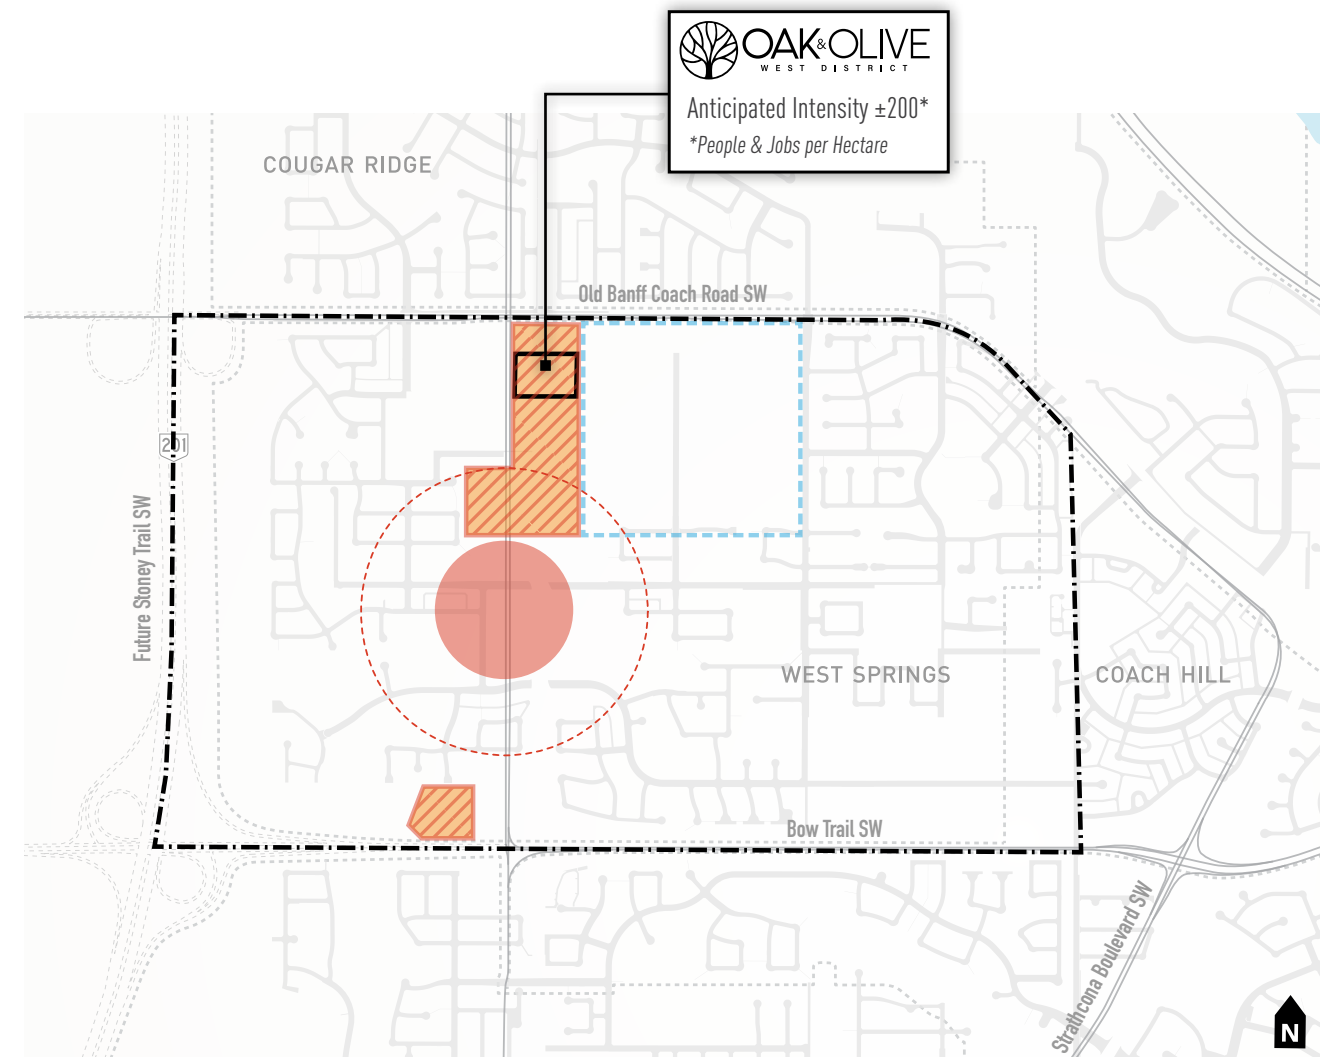 OAK & OLIVE
WEST DISTRICT
Anticipated Intensity ±200*
*People & Jobs per Hectare
COUGAR RIDGE
Old Banff Coach Road SW
201
Future Stoney Trail SW
WEST SPRINGS
COACH HILL
Bow Trail SW
Strathcona Boulevard SW
N